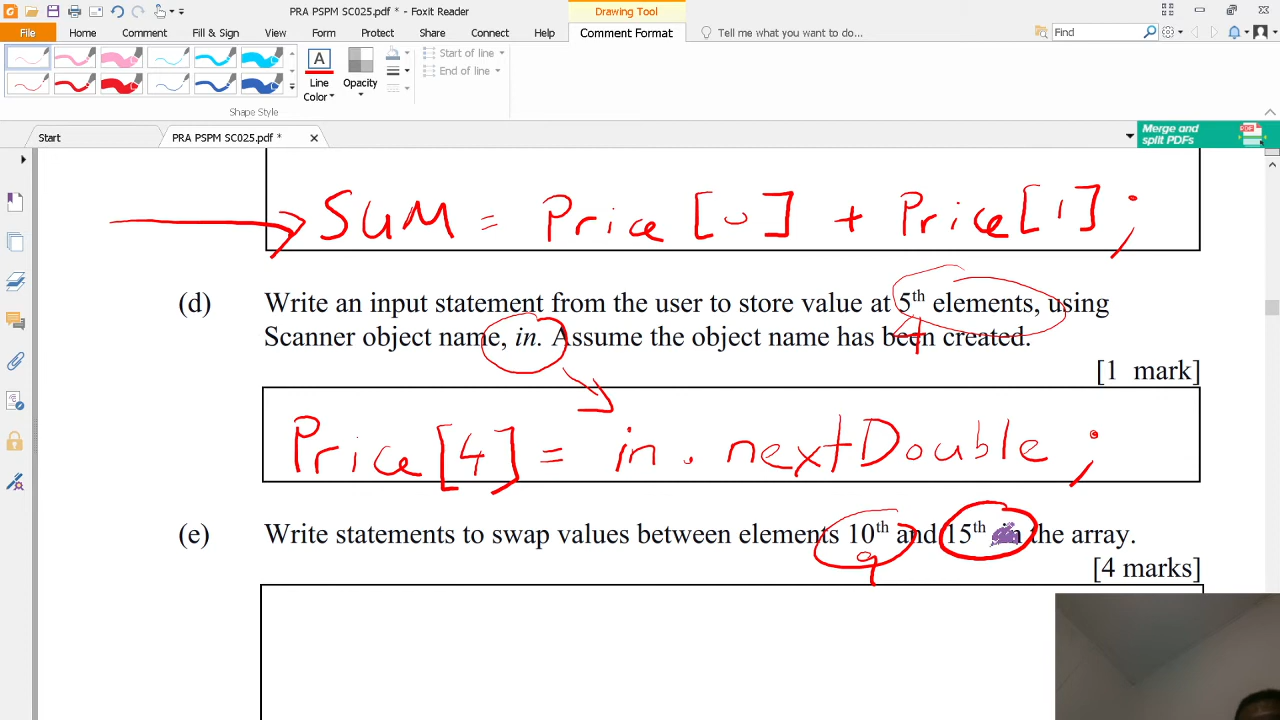 PRA PSPM SC025.pdf * - Foxit Reader
Drawing Tool
File Home Comment Fill & Sign View Form Protect Share Connect Help Comment Format Tell me what you want to do... Find
Line Color
Opacity
Start of line
End of line
Shape Style
Start
PRA PSPM SC025.pdf *
Merge and split PDFs
SUM = Price [0] + Price[1];
(d) Write an input statement from the user to store value at 5th elements, using
4
Scanner object name, in. Assume the object name has been created.
[1 mark]
Price[4] = in . nextDouble ;
(e) Write statements to swap values between elements 10th and 15th in the array.
9
[4 marks]